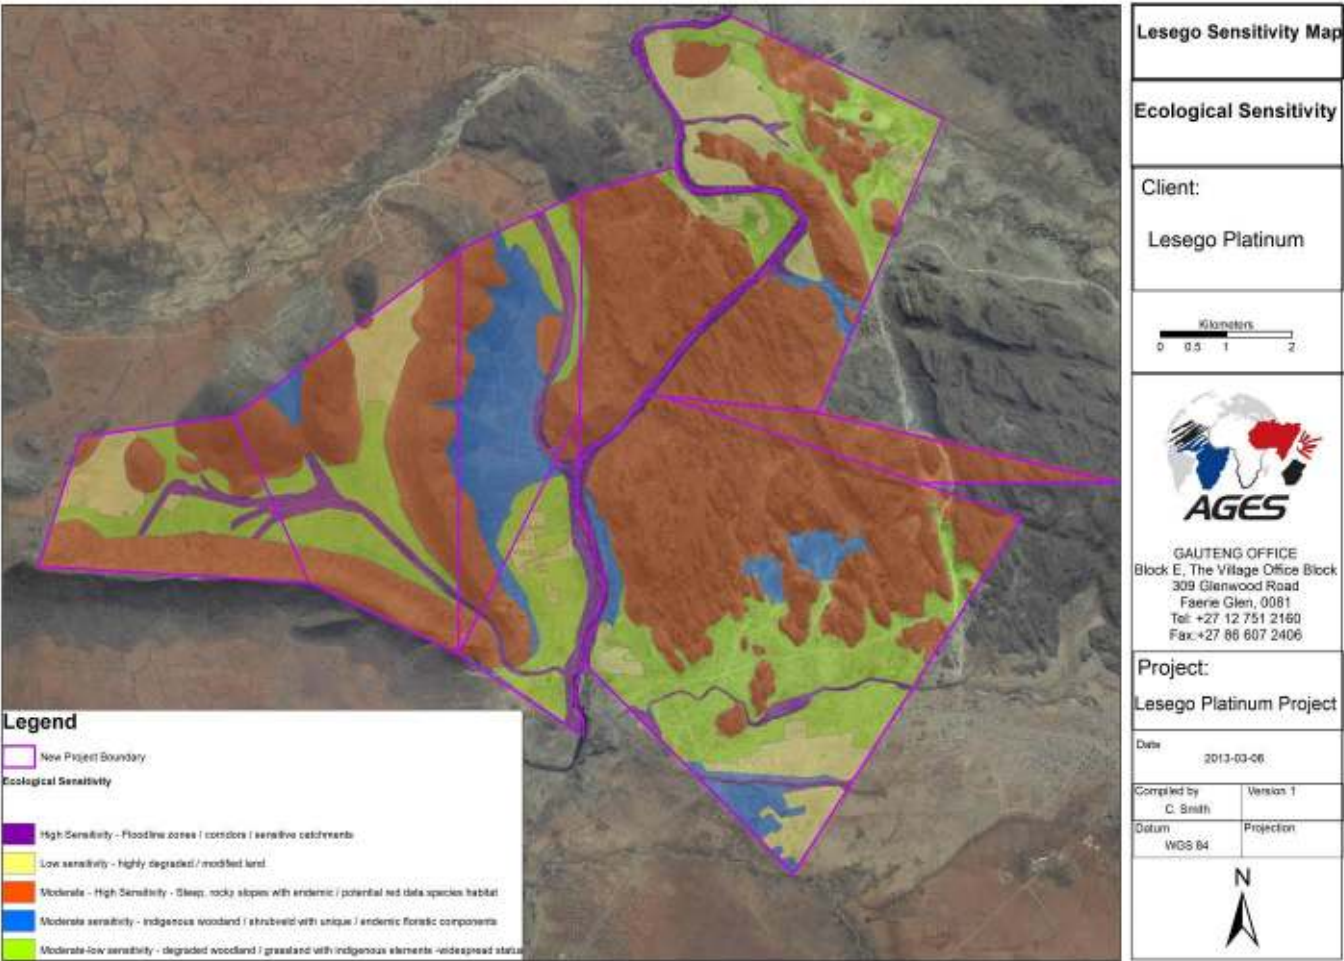 Lesego Sensitivity Map
Ecological Sensitivity
Client:
Lesego Platinum
Kilometers
0 0.5 1 2
AGES
GAUTENG OFFICE
Block E, The Village Office Block
309 Glenwood Road
Faerie Glen, 0081
Tel: +27 12 751 2160
Fax:+27 86 607 2406
Project:
Lesego Platinum Project
Date
2013-03-06
Compiled by
C. Smith
Version 1
Datum
WGS 84
Projection
N
Legend
New Project Boundary
Ecological Sensitivity
High Sensitivity - Floodline zones / corridors / sensitive catchments
Low sensitivity - highly degraded / modified land
Moderate - High Sensitivity - Steep, rocky slopes with endemic / potential red data species habitat
Moderate sensitivity - indigenous woodland / shrubveld with unique / endemic floristic components
Moderate-low sensitivity - degraded woodland / grassland with indigenous elements -widespread status